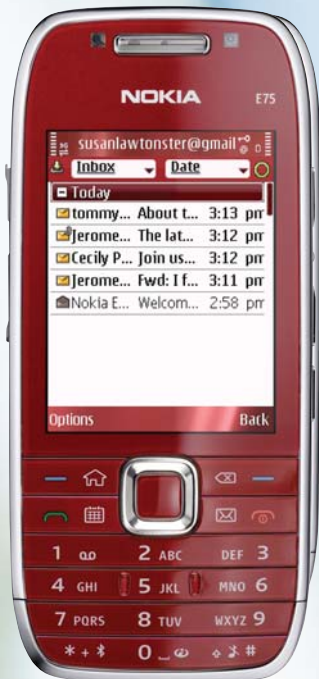 NOKIA E75
3G susanlawtonster@gmail
Inbox Date
Today
tommy... About t... 3:13 pm
Jerome... The lat... 3:12 pm
Cecily P... Join us... 3:12 pm
Jerome... Fwd: I f... 3:11 pm
Nokia E... Welcom... 2:58 pm
Options Back
1 2 ABC DEF 3
4 GHI 5 JKL MNO 6
7 PQRS 8 TUV WXYZ 9
* + 0 #